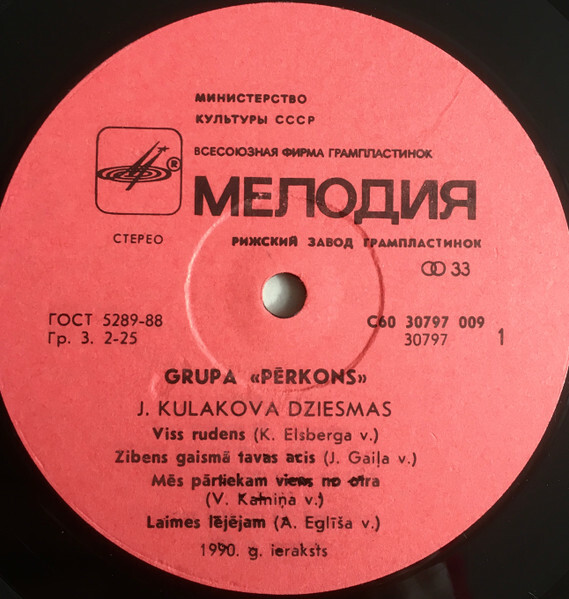 МИНИСТЕРСТВО
КУЛЬТУРЫ СССР
ВСЕСОЮЗНАЯ ФИРМА ГРАМПЛАСТИНОК
®
МЕЛОДИЯ
СТЕРЕО
РИЖСКИЙ ЗАВОД ГРАМПЛАСТИНОК
33
ГОСТ 5289-88
Гр. 3. 2-25
С60 30797 009
30797
1
GRUPA «PĒRKONS»
J. KULAKOVA DZIESMAS
Viss rudens (K. Elsberga v.)
Zibens gaismā tavas acis (J. Gaiļa v.)
Mēs pārtiekam viens no otra
(V. Kalniņa v.)
Laimes lējējam (A. Eglīša v.)
1990. g. ieraksts